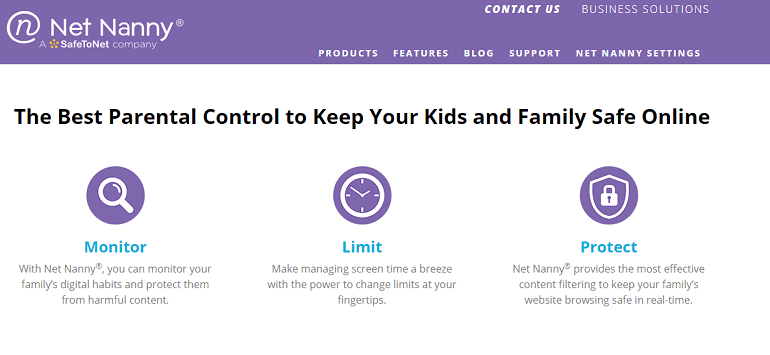 CONTACT US BUSINESS SOLUTIONS
n Net Nanny®
A SafeToNet company
PRODUCTS FEATURES BLOG SUPPORT NET NANNY SETTINGS
The Best Parental Control to Keep Your Kids and Family Safe Online
Monitor
With Net Nanny®, you can monitor your
family's digital habits and protect them
from harmful content.
Limit
Make managing screen time a breeze
with the power to change limits at your
fingertips.
Protect
Net Nanny® provides the most effective
content filtering to keep your family's
website browsing safe in real-time.